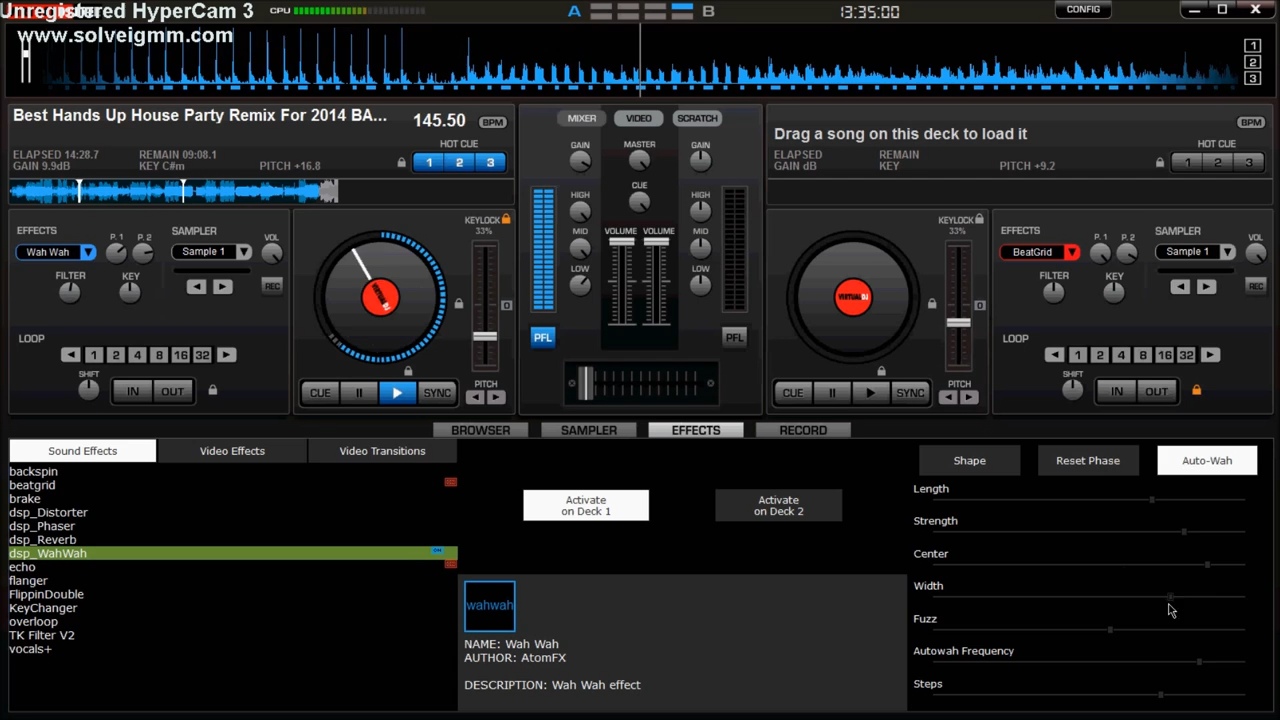 Unregistered HyperCam 3
www.solveigmm.com
CPU
A
B
13:35:00
CONFIG
1
2
3
Best Hands Up House Party Remix For 2014 BA...
145.50
BPM
HOT CUE
ELAPSED 14:28.7
REMAIN 09:08.1
GAIN 9.9dB
KEY C#m
PITCH +16.8
1 2 3
MIXER
VIDEO
SCRATCH
GAIN
MASTER
GAIN
CUE
HIGH
HIGH
MID
VOLUME
VOLUME
MID
LOW
LOW
PFL
PFL
Drag a song on this deck to load it
BPM
HOT CUE
ELAPSED
REMAIN
GAIN dB
KEY
PITCH +9.2
1 2 3
EFFECTS
P. 1
P. 2
SAMPLER
VOL
Wah Wah
Sample 1
FILTER
KEY
REC
LOOP
1 2 4 8 16 32
SHIFT
IN
OUT
KEYLOCK
33%
CUE
SYNC
PITCH
VIRTUALDJ
KEYLOCK
33%
CUE
SYNC
PITCH
EFFECTS
P. 1
P. 2
SAMPLER
VOL
BeatGrid
Sample 1
FILTER
KEY
REC
LOOP
1 2 4 8 16 32
SHIFT
IN
OUT
BROWSER
SAMPLER
EFFECTS
RECORD
Sound Effects
Video Effects
Video Transitions
backspin
beatgrid
brake
dsp_Distorter
dsp_Phaser
dsp_Reverb
dsp_WahWah
echo
flanger
FlippinDouble
KeyChanger
overloop
TK Filter V2
vocals+
Activate
on Deck 1
Activate
on Deck 2
wahwah
NAME: Wah Wah
AUTHOR: AtomFX
DESCRIPTION: Wah Wah effect
Shape
Reset Phase
Auto-Wah
Length
Strength
Center
Width
Fuzz
Autowah Frequency
Steps